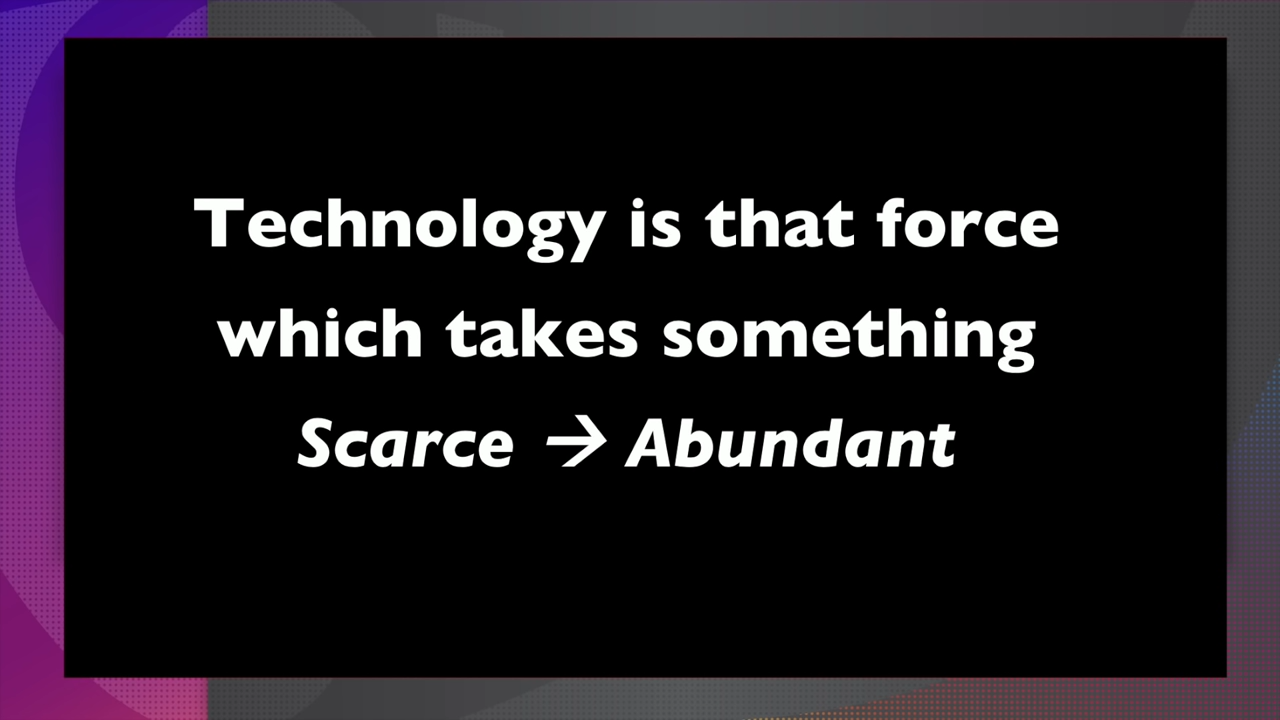 Technology is that force
which takes something
Scarce → Abundant